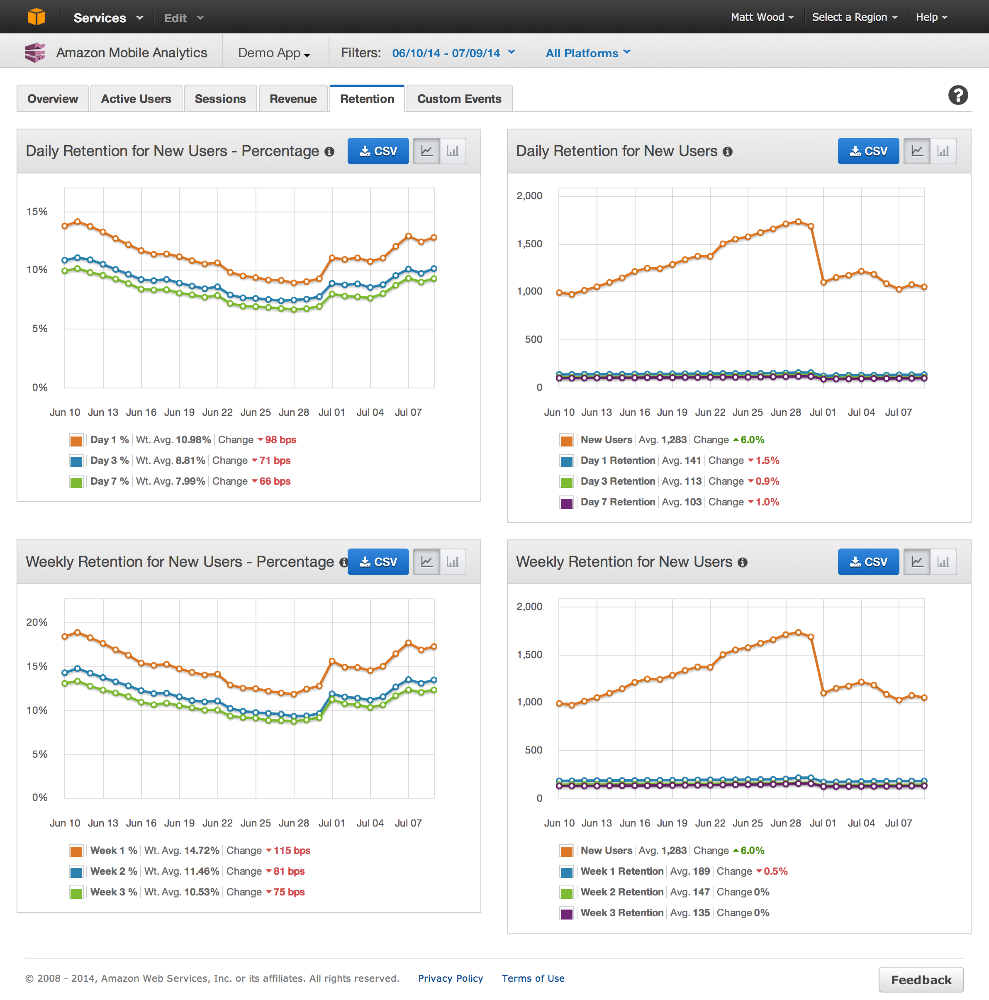 Services Edit Matt Wood Select a Region Help
Amazon Mobile Analytics Demo App Filters: 06/10/14 - 07/09/14 All Platforms
Overview Active Users Sessions Revenue Retention Custom Events ?
Daily Retention for New Users - Percentage i CSV
15%
10%
5%
0%
Jun 10 Jun 13 Jun 16 Jun 19 Jun 22 Jun 25 Jun 28 Jul 01 Jul 04 Jul 07
Day 1 % Wt. Avg. 10.98% Change 98 bps
Day 3 % Wt. Avg. 8.81% Change 71 bps
Day 7 % Wt. Avg. 7.99% Change 66 bps
Daily Retention for New Users i CSV
2,000
1,500
1,000
500
0
Jun 10 Jun 13 Jun 16 Jun 19 Jun 22 Jun 25 Jun 28 Jul 01 Jul 04 Jul 07
New Users Avg. 1,283 Change 6.0%
Day 1 Retention Avg. 141 Change 1.5%
Day 3 Retention Avg. 113 Change 0.9%
Day 7 Retention Avg. 103 Change 1.0%
Weekly Retention for New Users - Percentage i CSV
20%
15%
10%
5%
0%
Jun 10 Jun 13 Jun 16 Jun 19 Jun 22 Jun 25 Jun 28 Jul 01 Jul 04 Jul 07
Week 1 % Wt. Avg. 14.72% Change 115 bps
Week 2 % Wt. Avg. 11.46% Change 81 bps
Week 3 % Wt. Avg. 10.53% Change 75 bps
Weekly Retention for New Users i CSV
2,000
1,500
1,000
500
0
Jun 10 Jun 13 Jun 16 Jun 19 Jun 22 Jun 25 Jun 28 Jul 01 Jul 04 Jul 07
New Users Avg. 1,283 Change 6.0%
Week 1 Retention Avg. 189 Change 0.5%
Week 2 Retention Avg. 147 Change 0%
Week 3 Retention Avg. 135 Change 0%
© 2008 - 2014, Amazon Web Services, Inc. or its affiliates. All rights reserved. Privacy Policy Terms of Use Feedback